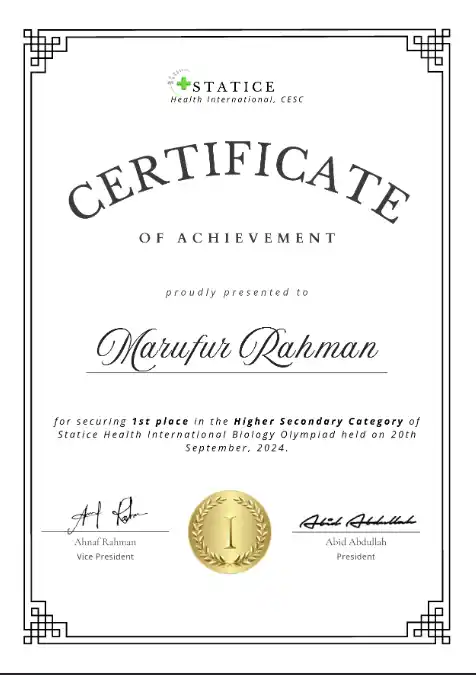 STATICE
Health International, CESC
CERTIFICATE
OF ACHIEVEMENT
proudly presented to
Marufur Rahman
for securing 1st place in the Higher Secondary Category of
Statice Health International Biology Olympiad held on 20th
September, 2024.
I
Ahnaf Rahman
Vice President
Abid Abdullah
Abid Abdullah
President